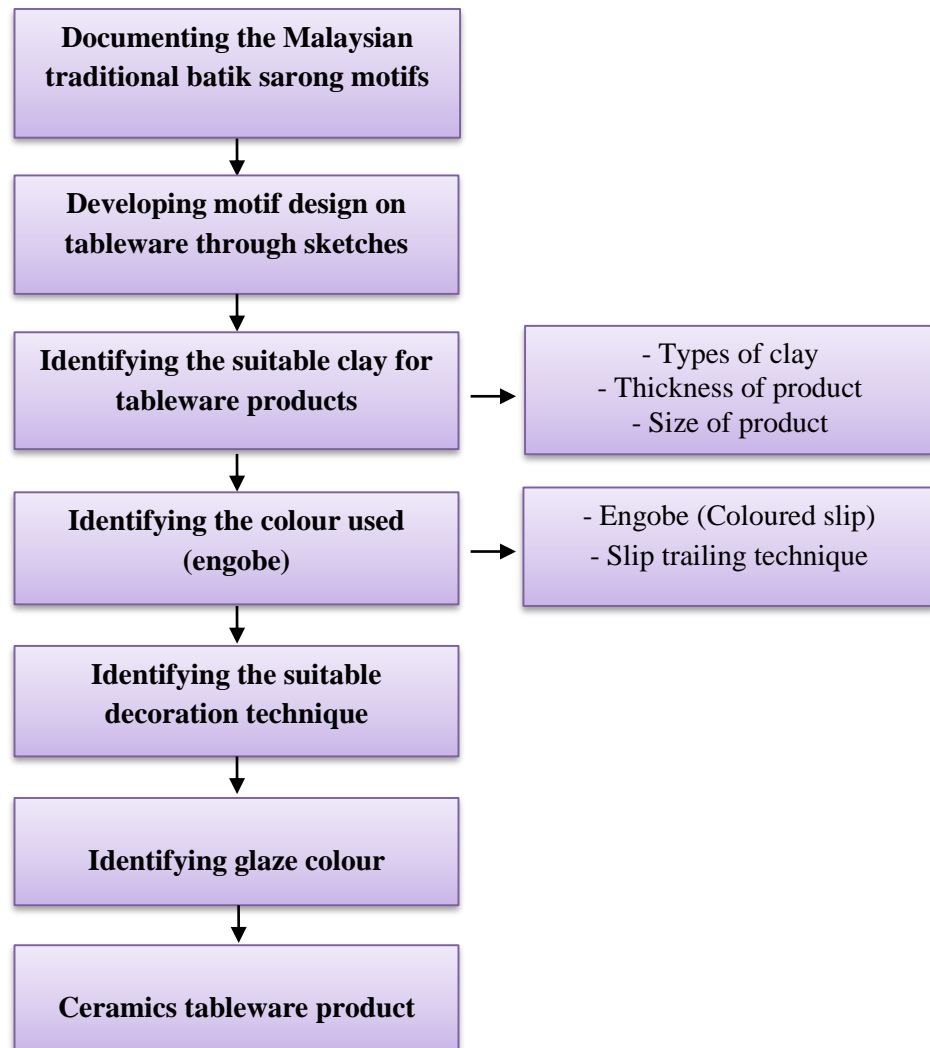 Documenting the Malaysian
traditional batik sarong motifs
Developing motif design on
tableware through sketches
Identifying the suitable clay for
tableware products
- Types of clay
- Thickness of product
- Size of product
Identifying the colour used
(engobe)
- Engobe (Coloured slip)
- Slip trailing technique
Identifying the suitable
decoration technique
Identifying glaze colour
Ceramics tableware product